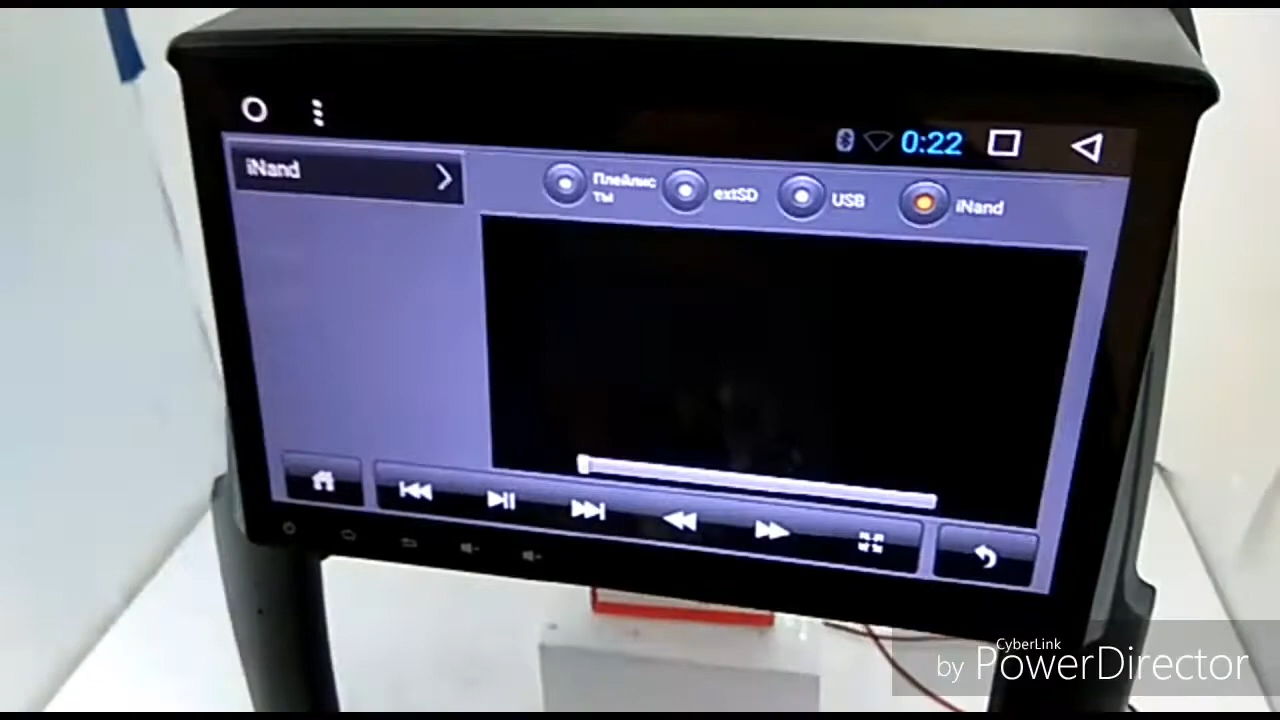 0:22
iNand
Плейлис
ты
extSD
USB
iNand
CyberLink
by PowerDirector